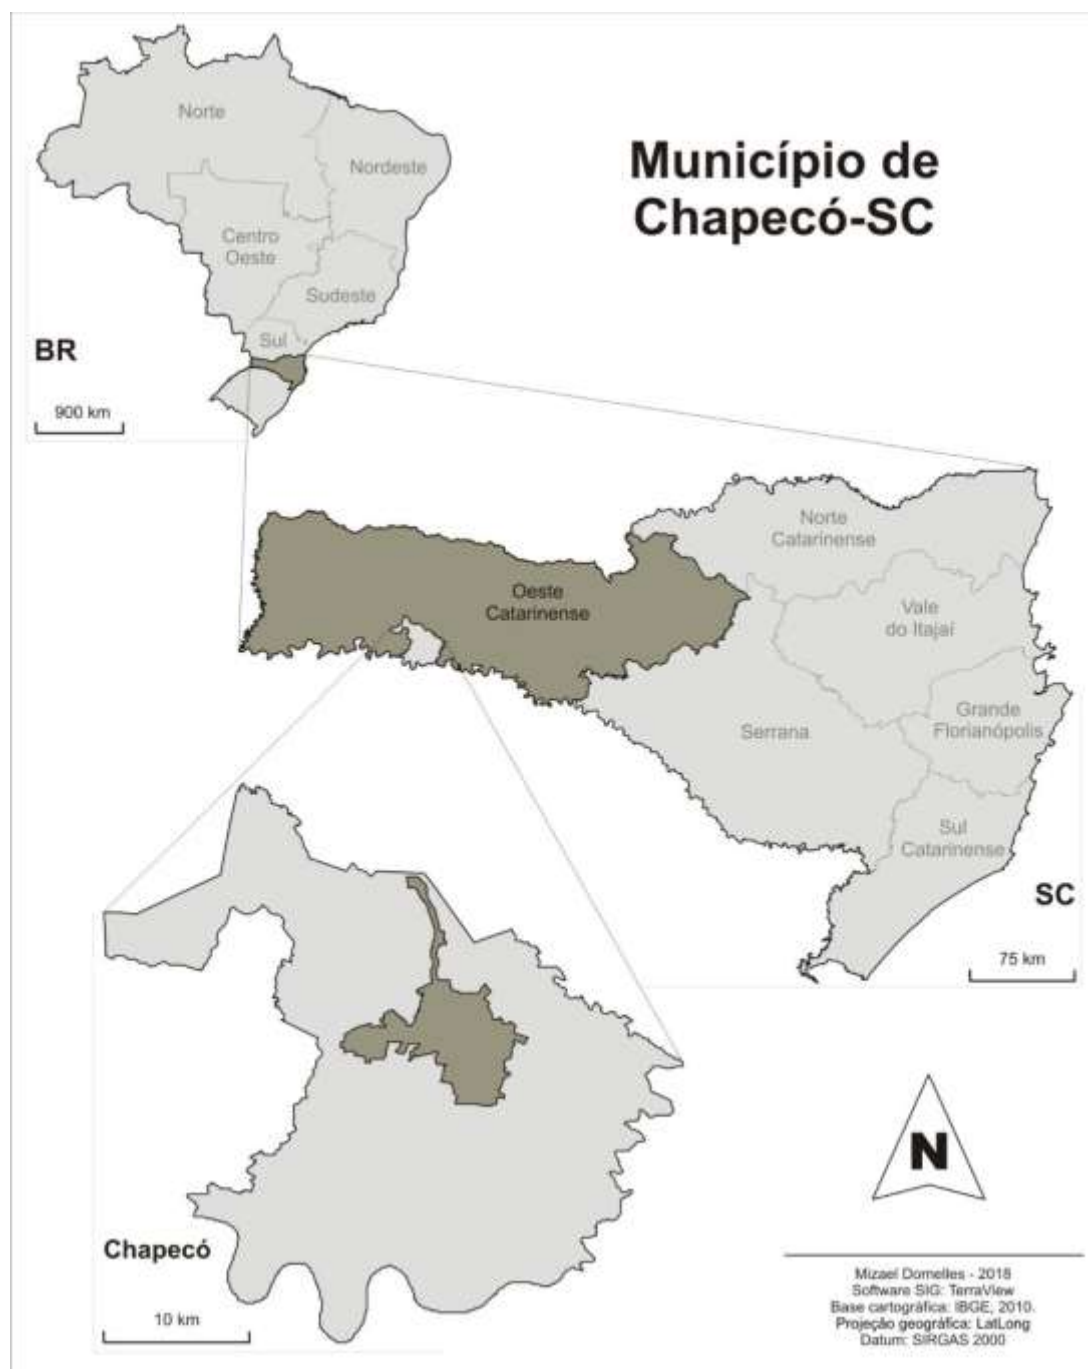 Município de
Chapecó-SC
Norte
Nordeste
Centro
Oeste
Sudeste
Sul
BR
900 km
Norte
Catarinense
Oeste
Catarinense
Vale
do Itajaí
Serrana
Grande
Florianópolis
Sul
Catarinense
SC
75 km
N
Chapecó
10 km
Mizael Dornelles - 2018
Software SIG: TerraView
Base cartográfica: IBGE, 2010.
Projeção geográfica: LatLong
Datum: SIRGAS 2000